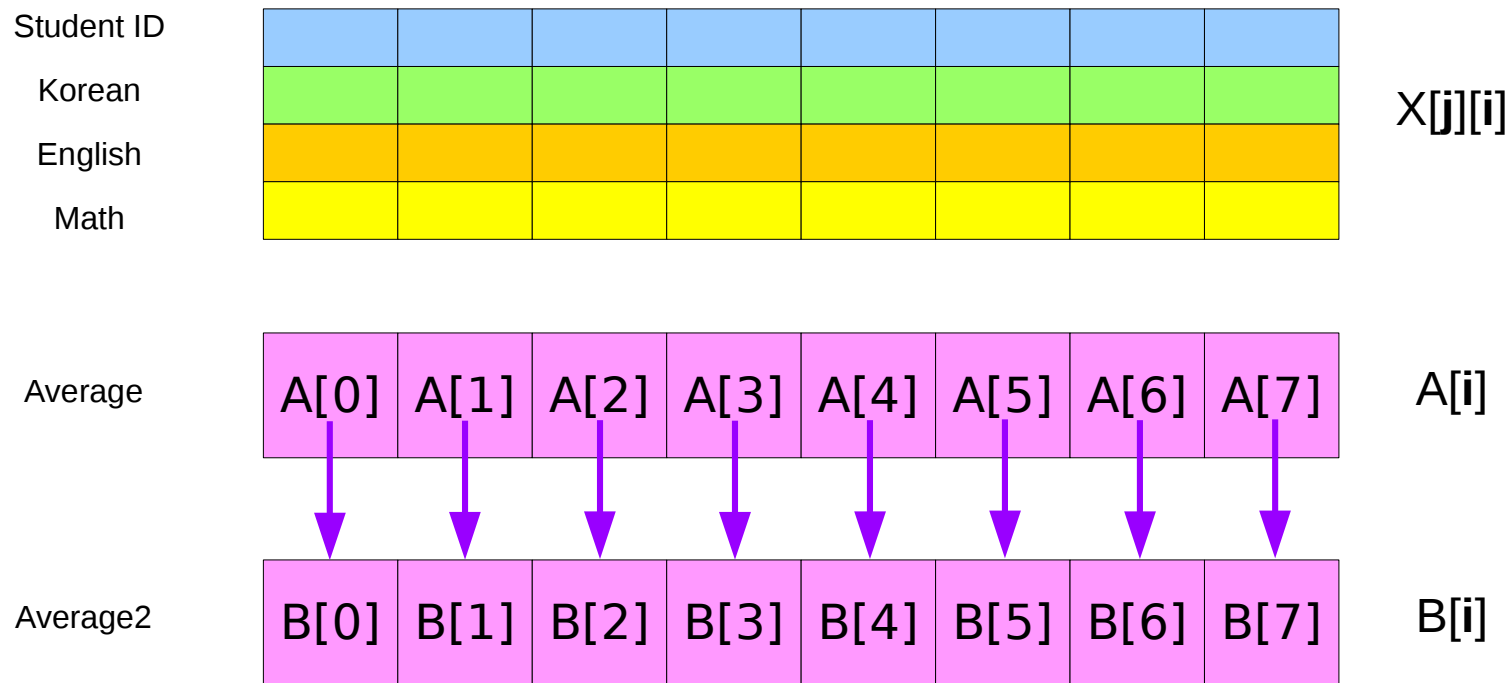 Student ID
Korean
X[j][i]
English
Math
Average A[0] A[1] A[2] A[3] A[4] A[5] A[6] A[7] A[i]
Average2 B[0] B[1] B[2] B[3] B[4] B[5] B[6] B[7] B[i]